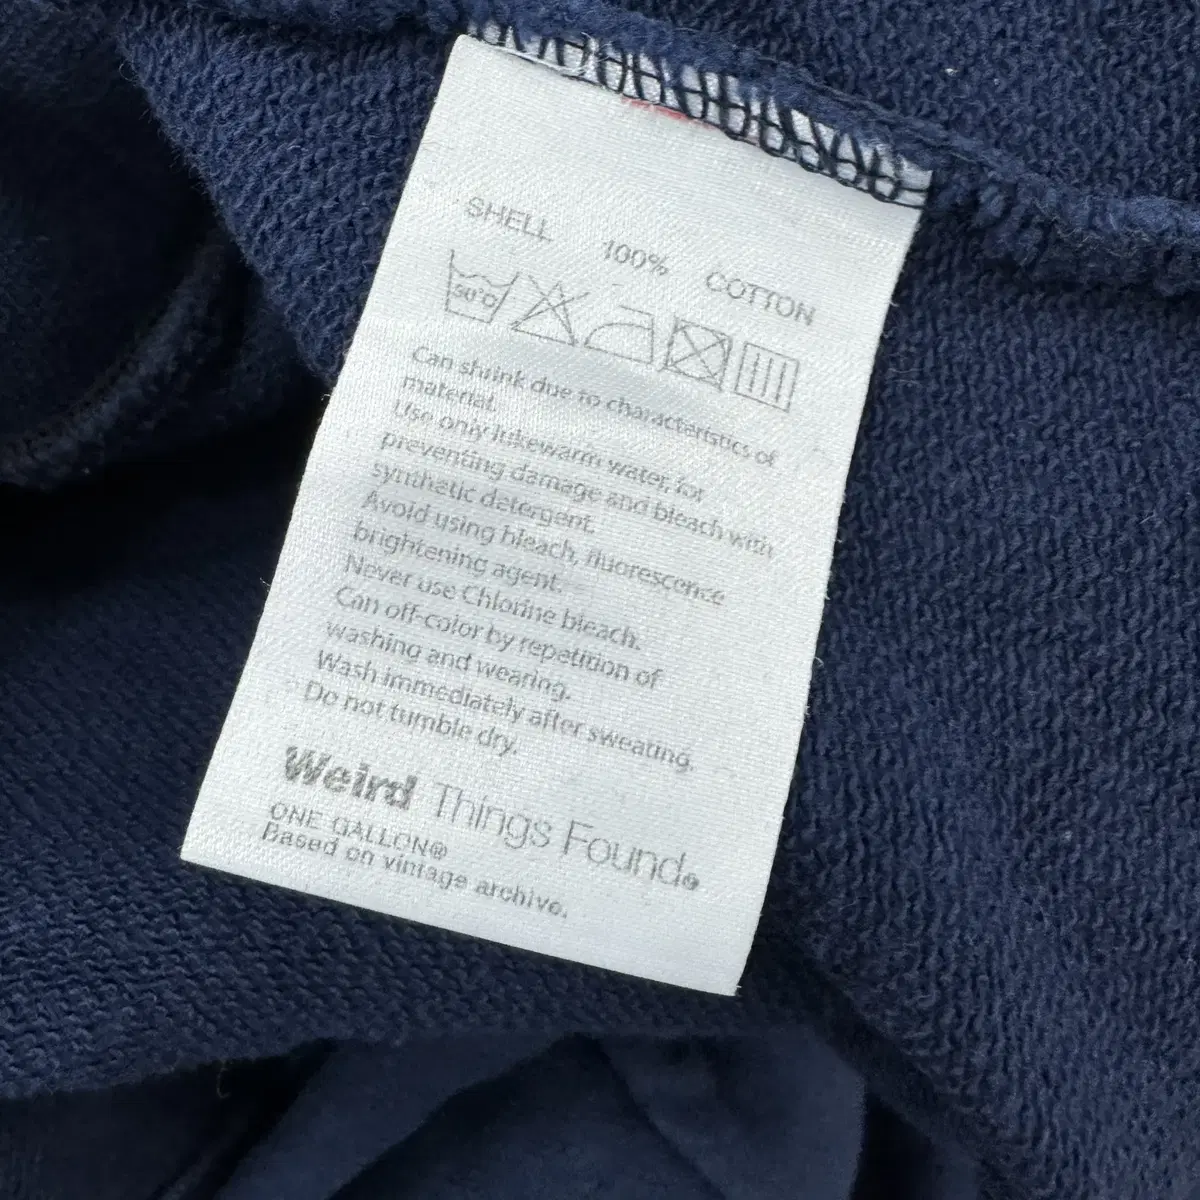 SHELL 100% COTTON
30°C
Can shrink due to characteristics of
material.
Use only lukewarm water, for
preventing damage and bleach with
synthetic detergent.
Avoid using bleach, fluorescence
brightening agent.
Never use Chlorine bleach.
Can off-color by repetition of
washing and wearing.
Wash immediately after sweating.
Do not tumble dry.
Weird Things Found®
ONE GALLON®
Based on vintage archive.